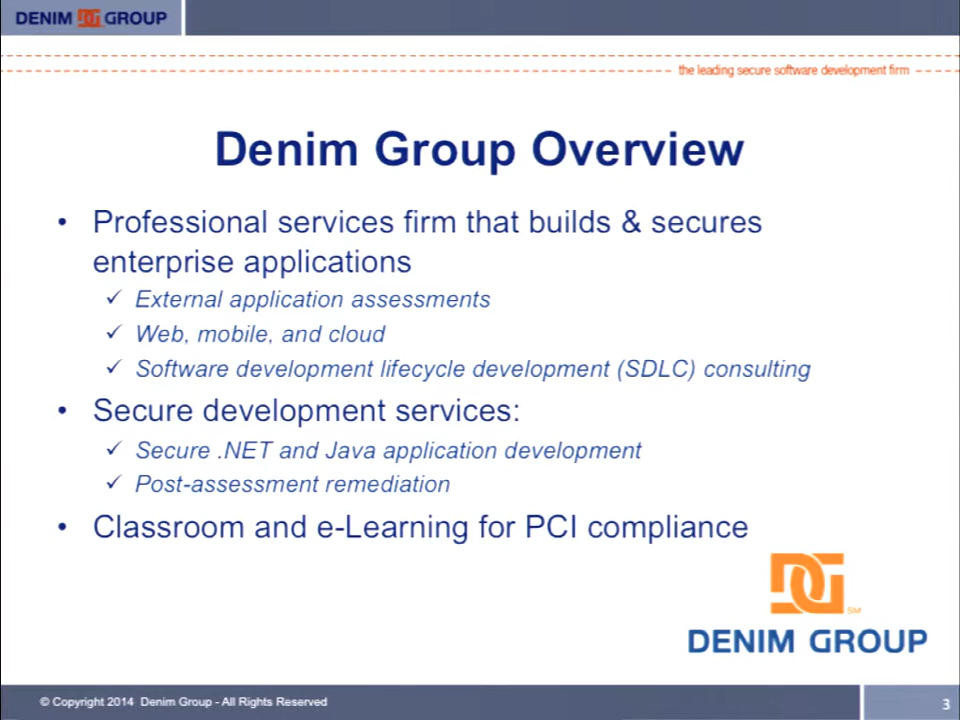 DENIM GROUP
the leading secure software development firm
Denim Group Overview
• Professional services firm that builds & secures
enterprise applications
✓ External application assessments
✓ Web, mobile, and cloud
✓ Software development lifecycle development (SDLC) consulting
• Secure development services:
✓ Secure .NET and Java application development
✓ Post-assessment remediation
• Classroom and e-Learning for PCI compliance
DG SM
DENIM GROUP
© Copyright 2014 Denim Group - All Rights Reserved
3